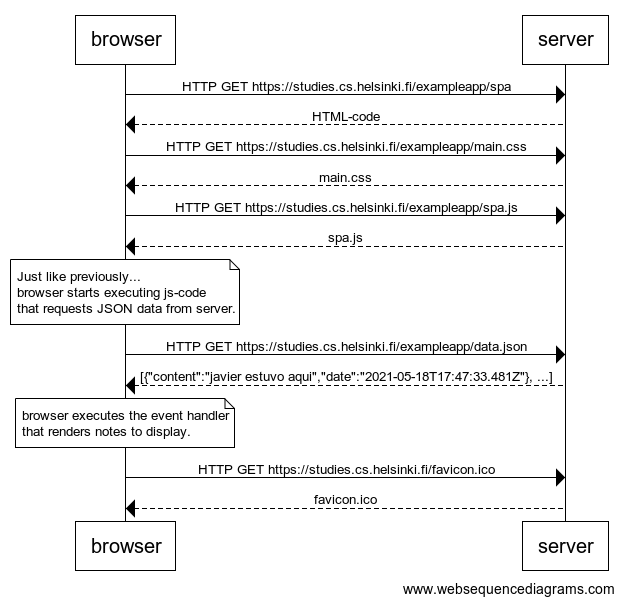 browser
server
HTTP GET https://studies.cs.helsinki.fi/exampleapp/spa
HTML-code
HTTP GET https://studies.cs.helsinki.fi/exampleapp/main.css
main.css
HTTP GET https://studies.cs.helsinki.fi/exampleapp/spa.js
spa.js
Just like previously...
browser starts executing js-code
that requests JSON data from server.
HTTP GET https://studies.cs.helsinki.fi/exampleapp/data.json
[{"content":"javier estuvo aqui","date":"2021-05-18T17:47:33.481Z"}, ...]
browser executes the event handler
that renders notes to display.
HTTP GET https://studies.cs.helsinki.fi/favicon.ico
favicon.ico
browser
server
www.websequencediagrams.com